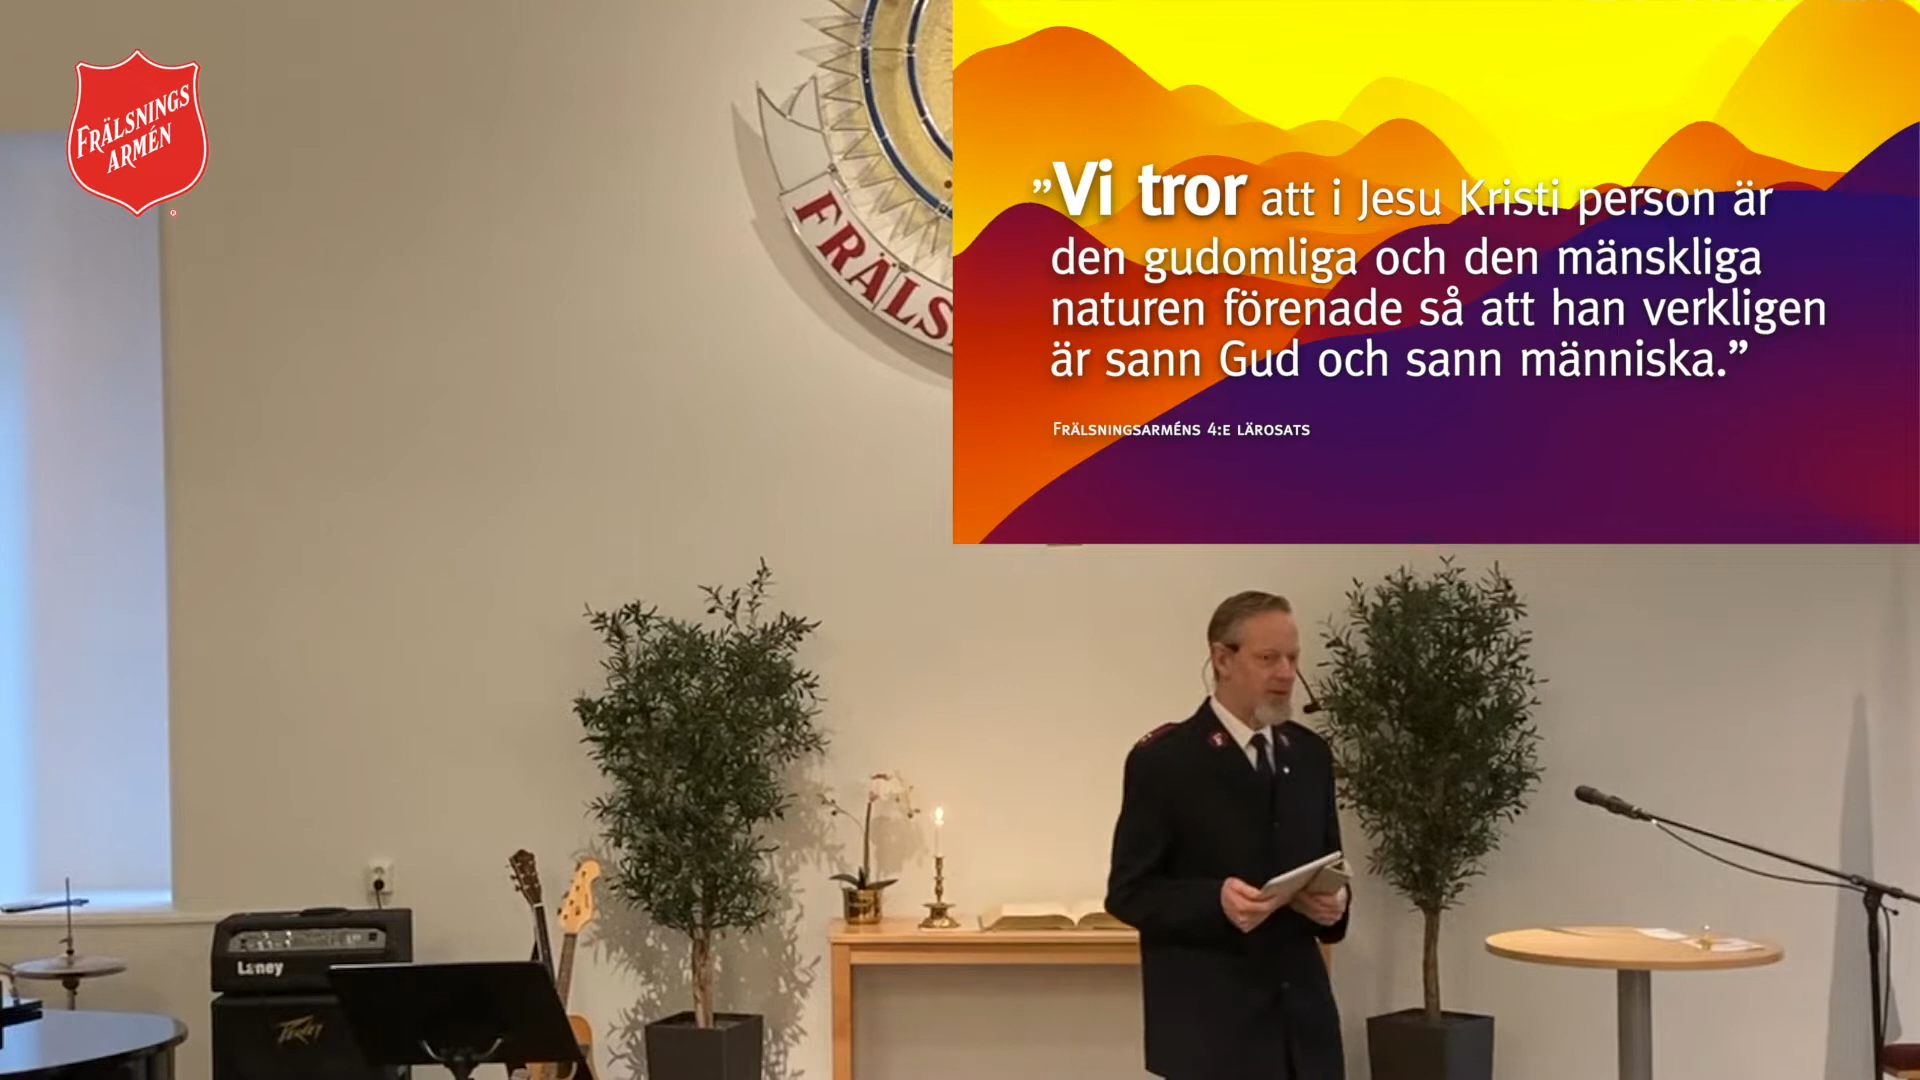 FRÄLSNINGS
ARMÉN
FRÄLS
”Vi tror att i Jesu Kristi person är
den gudomliga och den mänskliga
naturen förenade så att han verkligen
är sann Gud och sann människa.”
FRÄLSNINGSARMÉNS 4:E LÄROSATS
Laney
PEAVEY